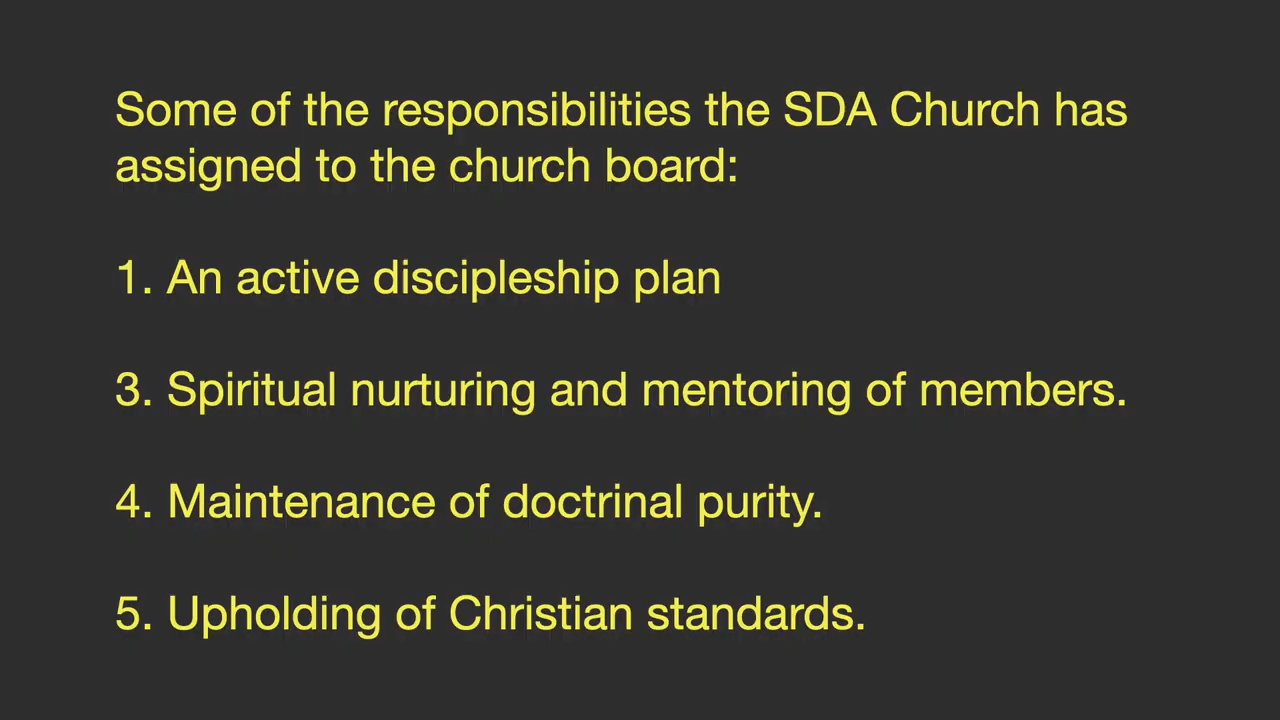 Some of the responsibilities the SDA Church has
assigned to the church board:
1. An active discipleship plan
3. Spiritual nurturing and mentoring of members.
4. Maintenance of doctrinal purity.
5. Upholding of Christian standards.